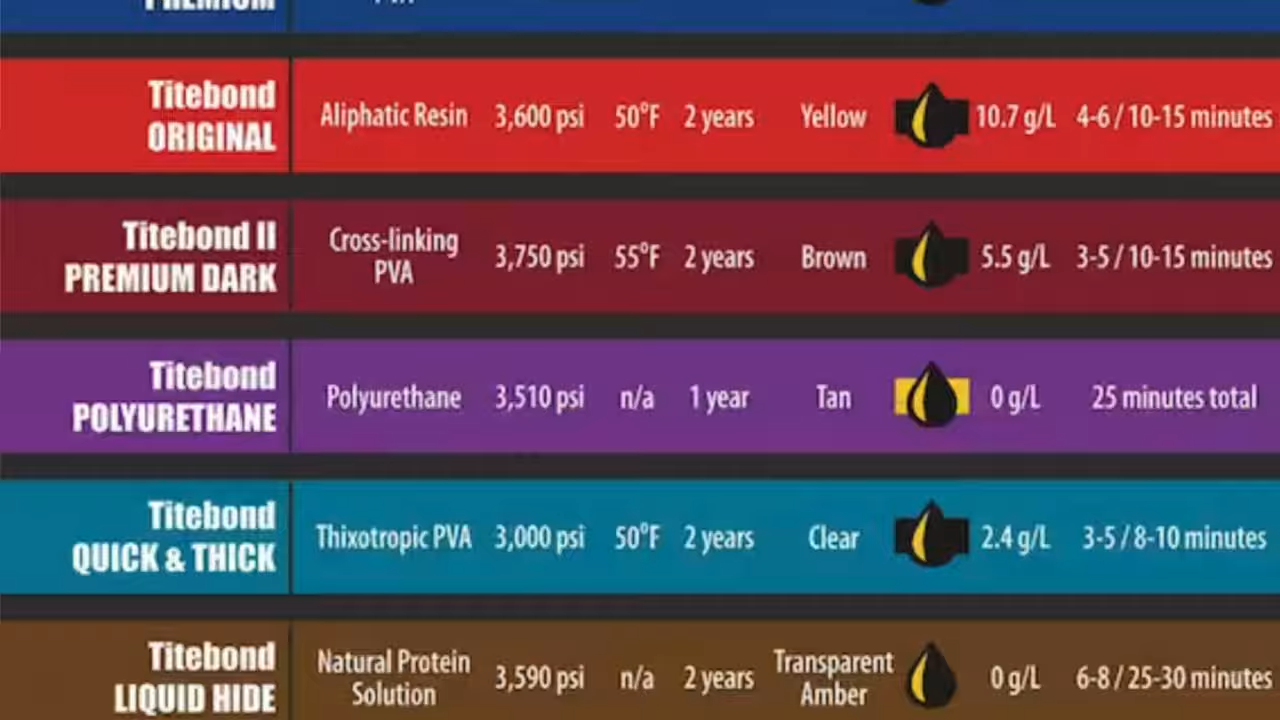 PREMIUM PVA
Titebond
ORIGINAL
Aliphatic Resin 3,600 psi 50°F 2 years Yellow 10.7 g/L 4-6 / 10-15 minutes
Titebond II
PREMIUM DARK
Cross-linking
PVA
3,750 psi 55°F 2 years Brown 5.5 g/L 3-5 / 10-15 minutes
Titebond
POLYURETHANE
Polyurethane 3,510 psi n/a 1 year Tan 0 g/L 25 minutes total
Titebond
QUICK & THICK
Thixotropic PVA 3,000 psi 50°F 2 years Clear 2.4 g/L 3-5 / 8-10 minutes
Titebond
LIQUID HIDE
Natural Protein
Solution
3,590 psi n/a 2 years
Transparent
Amber
0 g/L 6-8 / 25-30 minutes